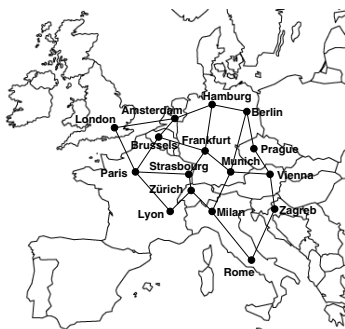 Hamburg
Amsterdam
Berlin
London
Brussels
Frankfurt
Prague
Paris
Strasbourg
Munich
Vienna
Zürich
Lyon
Milan
Zagreb
Rome